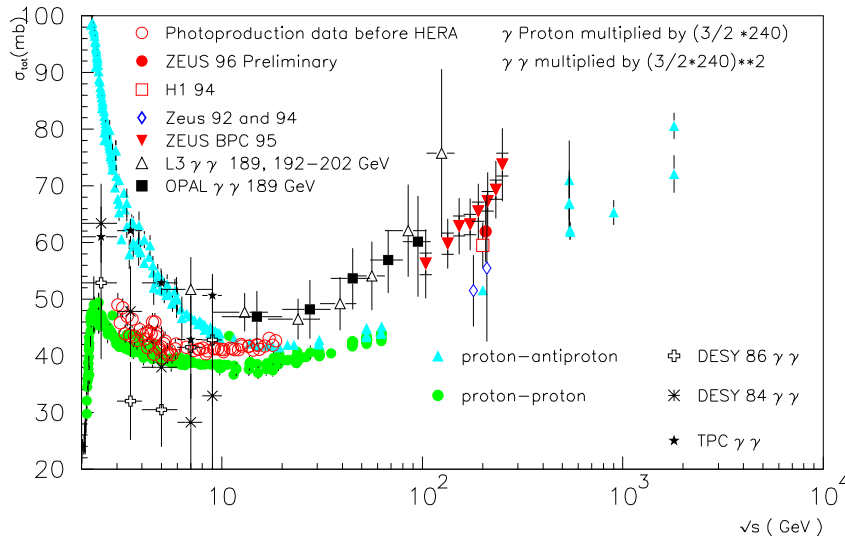 σtot(mb)
100
90
80
70
60
50
40
30
20
Photoproduction data before HERA
ZEUS 96 Preliminary
H1 94
Zeus 92 and 94
ZEUS BPC 95
L3 γ γ 189, 192-202 GeV
OPAL γ γ 189 GeV
γ Proton multiplied by (3/2 *240)
γ γ multiplied by (3/2*240)**2
proton-antiproton
proton-proton
DESY 86 γ γ
DESY 84 γ γ
TPC γ γ
10
10^2
10^3
10^4
√s ( GeV)